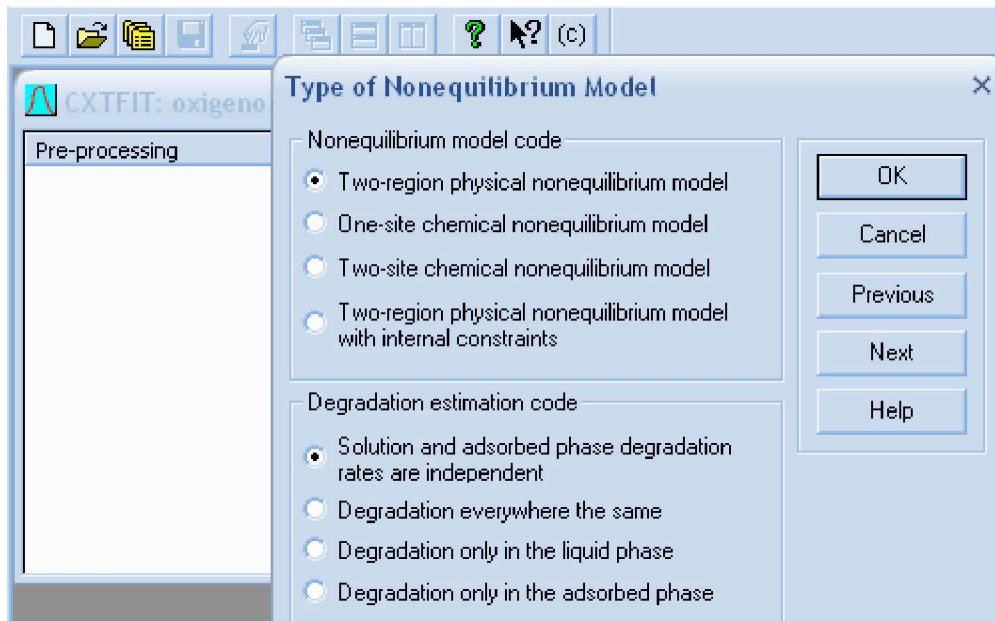 (c)
CXTFIT: oxigeno
Pre-processing
Type of Nonequilibrium Model
Nonequilibrium model code
Two-region physical nonequilibrium model
One-site chemical nonequilibrium model
Two-site chemical nonequilibrium model
Two-region physical nonequilibrium model
with internal constraints
Degradation estimation code
Solution and adsorbed phase degradation
rates are independent
Degradation everywhere the same
Degradation only in the liquid phase
Degradation only in the adsorbed phase
OK
Cancel
Previous
Next
Help